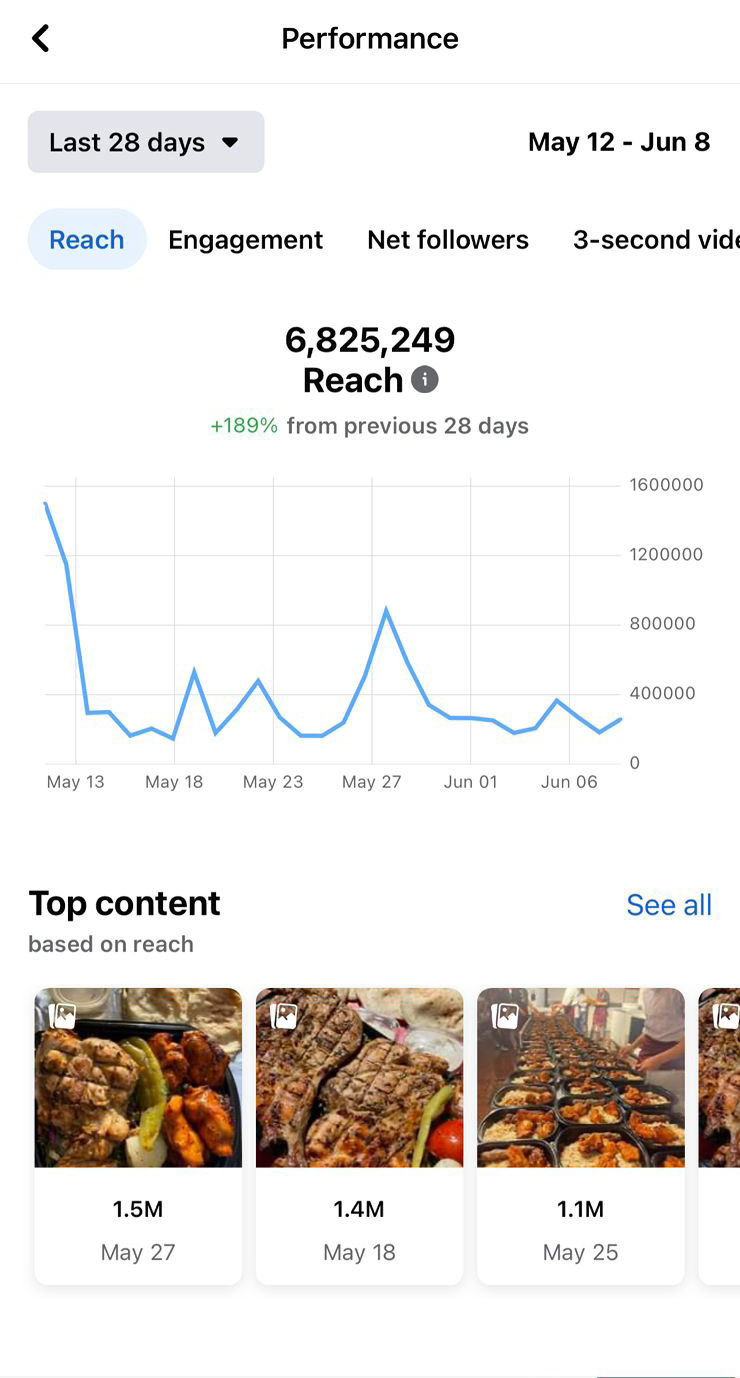 Performance
Last 28 days
May 12 - Jun 8
Reach Engagement Net followers 3-second vide
6,825,249
Reach
+189% from previous 28 days
1600000
1200000
800000
400000
0
May 13 May 18 May 23 May 27 Jun 01 Jun 06
Top content
See all
based on reach
1.5M
May 27
1.4M
May 18
1.1M
May 25